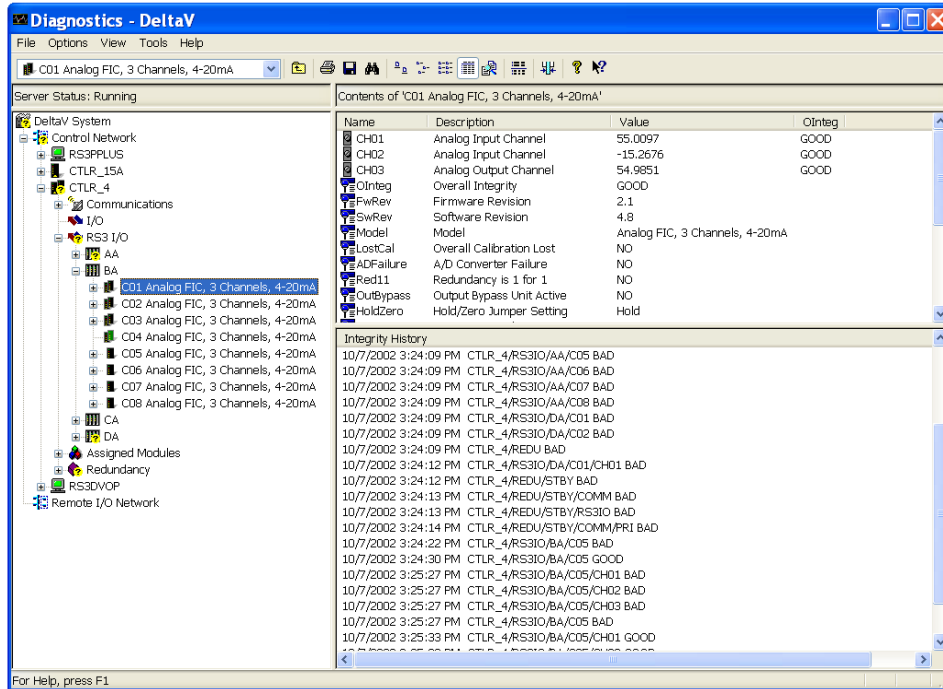 Diagnostics - DeltaV
File Options View Tools Help
C01 Analog FIC, 3 Channels, 4-20mA
Server Status: Running
Contents of 'C01 Analog FIC, 3 Channels, 4-20mA'
DeltaV System
Control Network
RS3PPLUS
CTLR_15A
CTLR_4
Communications
I/O
RS3 I/O
AA
BA
C01 Analog FIC, 3 Channels, 4-20mA
C02 Analog FIC, 3 Channels, 4-20mA
C03 Analog FIC, 3 Channels, 4-20mA
C04 Analog FIC, 3 Channels, 4-20mA
C05 Analog FIC, 3 Channels, 4-20mA
C06 Analog FIC, 3 Channels, 4-20mA
C07 Analog FIC, 3 Channels, 4-20mA
C08 Analog FIC, 3 Channels, 4-20mA
CA
DA
Assigned Modules
Redundancy
RS3DVOP
Remote I/O Network
Name Description Value OInteg
CH01 Analog Input Channel 55.0097 GOOD
CH02 Analog Input Channel -15.2676 GOOD
CH03 Analog Output Channel 54.9851 GOOD
OInteg Overall Integrity GOOD
FwRev Firmware Revision 2.1
SwRev Software Revision 4.8
Model Model Analog FIC, 3 Channels, 4-20mA
LostCal Overall Calibration Lost NO
ADFailure A/D Converter Failure NO
Red11 Redundancy is 1 for 1 NO
OutBypass Output Bypass Unit Active NO
HoldZero Hold/Zero Jumper Setting Hold
Integrity History
10/7/2002 3:24:09 PM CTLR_4/RS3IO/AA/C05 BAD
10/7/2002 3:24:09 PM CTLR_4/RS3IO/AA/C06 BAD
10/7/2002 3:24:09 PM CTLR_4/RS3IO/AA/C07 BAD
10/7/2002 3:24:09 PM CTLR_4/RS3IO/AA/C08 BAD
10/7/2002 3:24:09 PM CTLR_4/RS3IO/DA/C01 BAD
10/7/2002 3:24:09 PM CTLR_4/RS3IO/DA/C02 BAD
10/7/2002 3:24:09 PM CTLR_4/REDU BAD
10/7/2002 3:24:12 PM CTLR_4/RS3IO/DA/C01/CH01 BAD
10/7/2002 3:24:12 PM CTLR_4/REDU/STBY BAD
10/7/2002 3:24:13 PM CTLR_4/REDU/STBY/COMM BAD
10/7/2002 3:24:13 PM CTLR_4/REDU/STBY/RS3IO BAD
10/7/2002 3:24:14 PM CTLR_4/REDU/STBY/COMM/PRI BAD
10/7/2002 3:24:22 PM CTLR_4/RS3IO/BA/C05 BAD
10/7/2002 3:24:30 PM CTLR_4/RS3IO/BA/C05 GOOD
10/7/2002 3:25:27 PM CTLR_4/RS3IO/BA/C05/CH01 BAD
10/7/2002 3:25:27 PM CTLR_4/RS3IO/BA/C05/CH02 BAD
10/7/2002 3:25:27 PM CTLR_4/RS3IO/BA/C05/CH03 BAD
10/7/2002 3:25:27 PM CTLR_4/RS3IO/BA/C05 BAD
10/7/2002 3:25:33 PM CTLR_4/RS3IO/BA/C05/CH01 GOOD
For Help, press F1